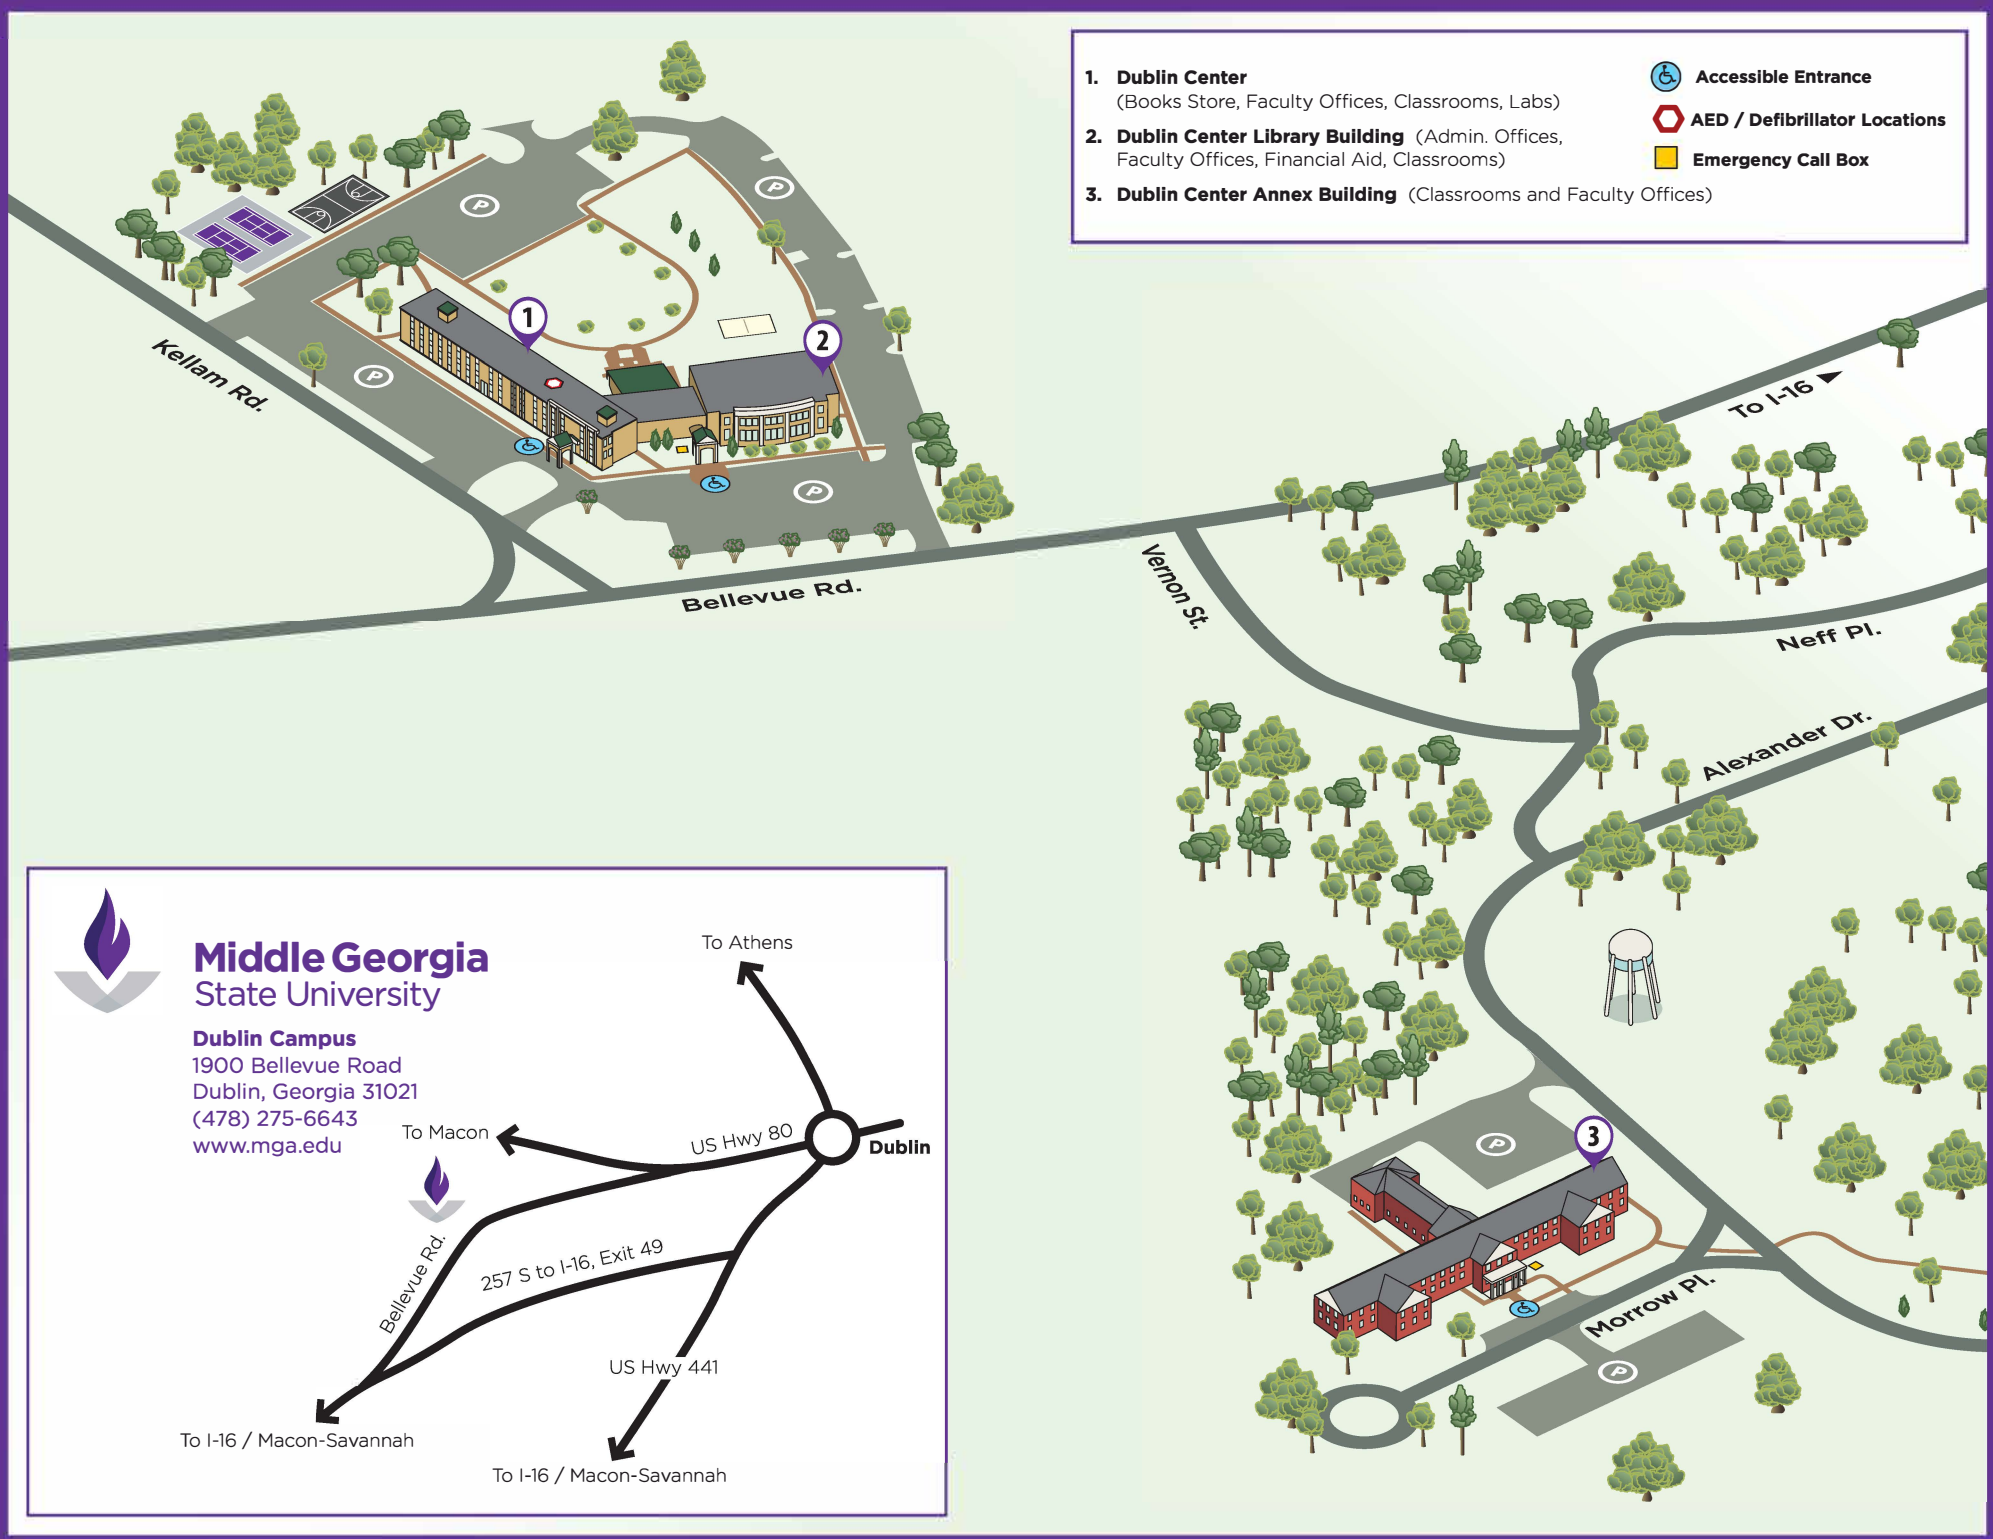 1. Dublin Center
(Books Store, Faculty Offices, Classrooms, Labs)
2. Dublin Center Library Building (Admin. Offices,
Faculty Offices, Financial Aid, Classrooms)
3. Dublin Center Annex Building (Classrooms and Faculty Offices)
Accessible Entrance
AED / Defibrillator Locations
Emergency Call Box
P
P
1
2
P
P
Kellam Rd.
To I-16
Bellevue Rd.
Vernon St.
Neff Pl.
Alexander Dr.
P
3
Morrow Pl.
P
Middle Georgia
State University
Dublin Campus
1900 Bellevue Road
Dublin, Georgia 31021
(478) 275-6643
www.mga.edu
To Athens
To Macon
US Hwy 80
Dublin
Bellevue Rd.
257 S to I-16, Exit 49
US Hwy 441
To I-16 / Macon-Savannah
To I-16 / Macon-Savannah